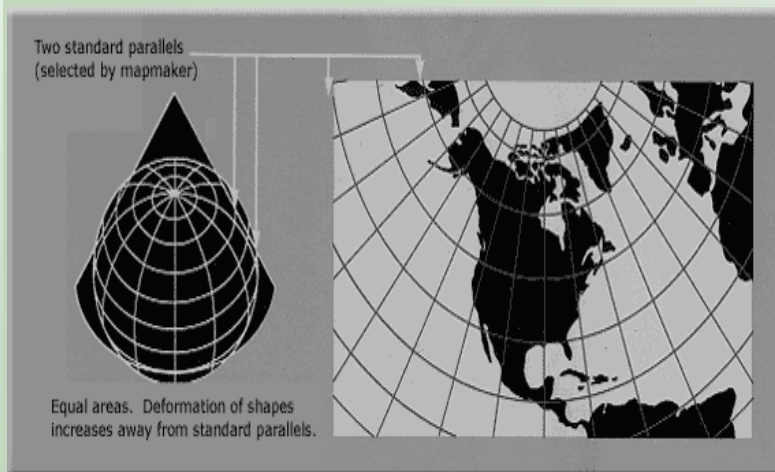 Two standard parallels
(selected by mapmaker)
Equal areas. Deformation of shapes
increases away from standard parallels.